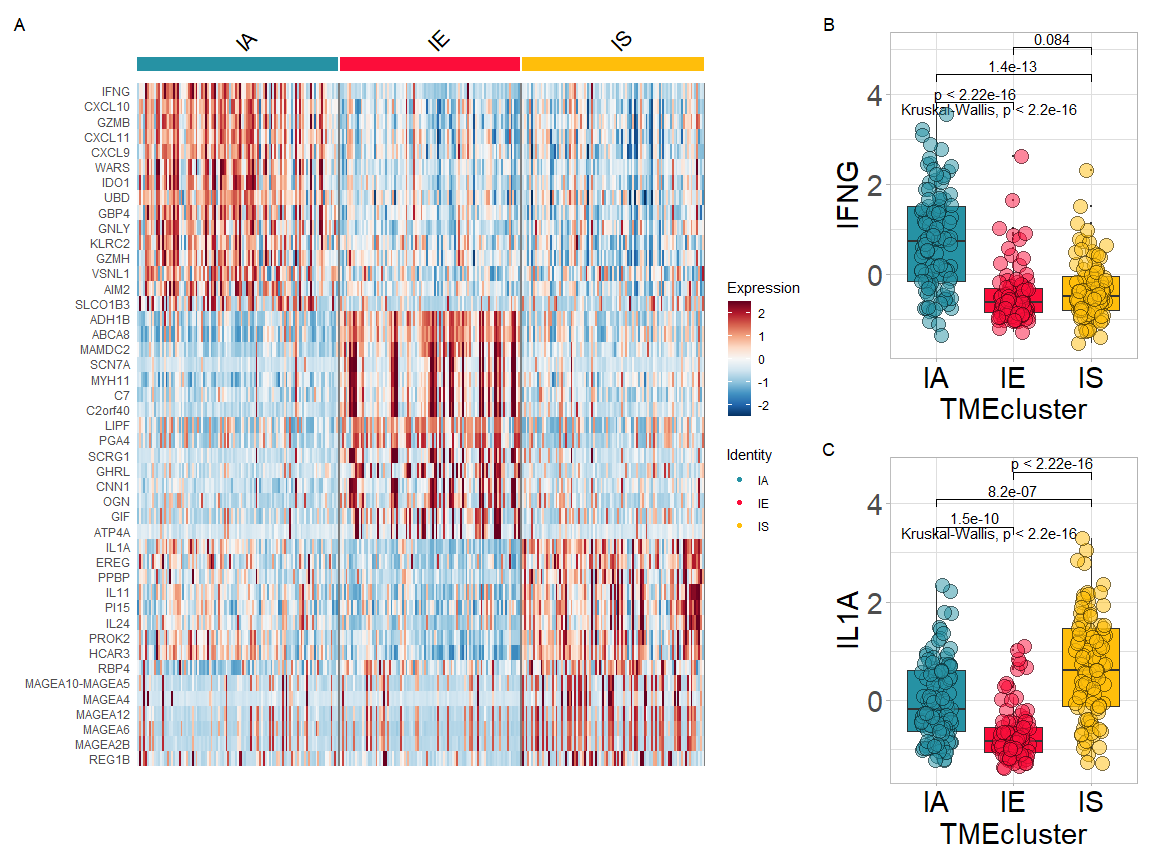 A
IA
IE
IS
IFNG
CXCL10
GZMB
CXCL11
CXCL9
WARS
IDO1
UBD
GBP4
GNLY
KLRC2
GZMH
VSNL1
AIM2
SLCO1B3
ADH1B
ABCA8
MAMDC2
SCN7A
MYH11
C7
C2orf40
LIPF
PGA4
SCRG1
GHRL
CNN1
OGN
GIF
ATP4A
IL1A
EREG
PPBP
IL11
PI15
IL24
PROK2
HCAR3
RBP4
MAGEA10-MAGEA5
MAGEA4
MAGEA12
MAGEA6
MAGEA2B
REG1B
Expression
2
1
0
-1
-2
Identity
IA
IE
IS
B
0.084
1.4e-13
p < 2.22e-16
Kruskal-Wallis, p < 2.2e-16
4
2
0
IFNG
IA
IE
IS
TMEcluster
C
p < 2.22e-16
8.2e-07
1.5e-10
Kruskal-Wallis, p < 2.2e-16
4
2
0
IL1A
IA
IE
IS
TMEcluster